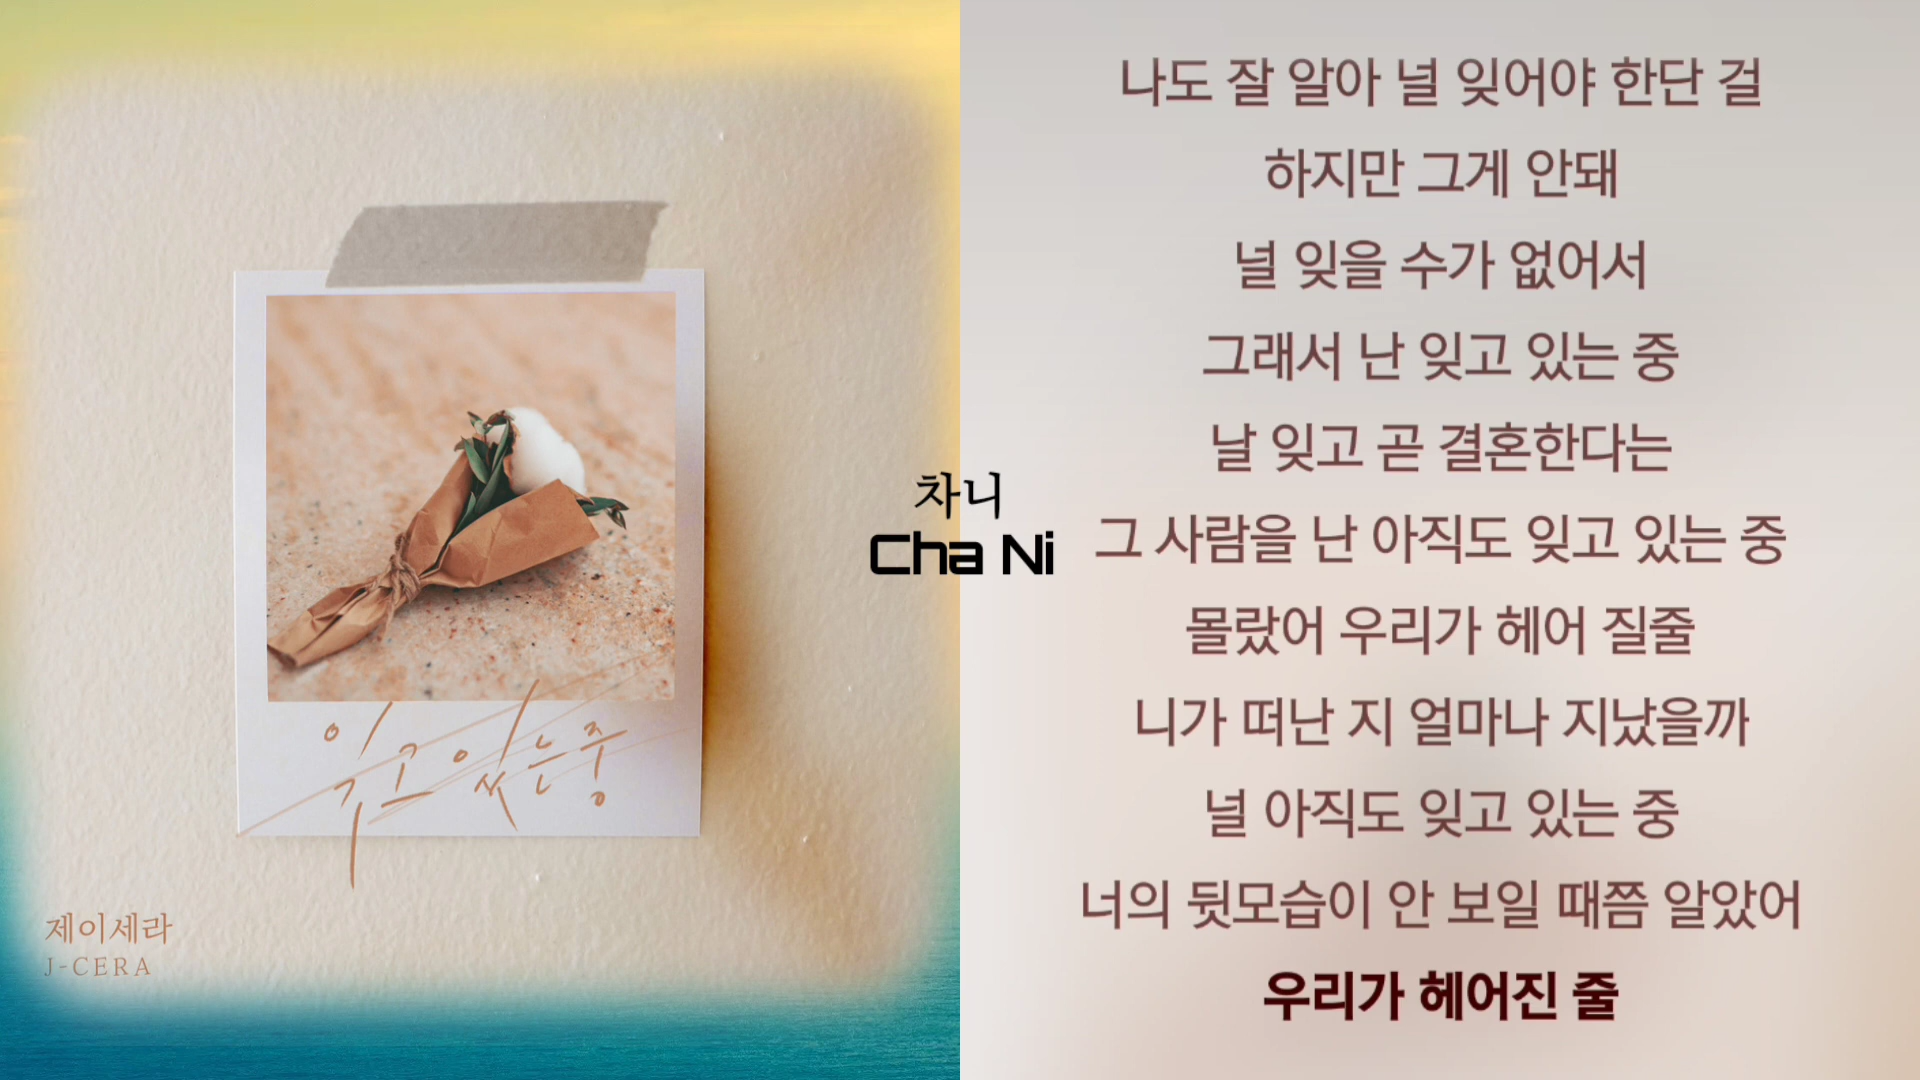 잊고 있는 중
제이세라
J-CERA
차니
Cha Ni
나도 잘 알아 널 잊어야 한단 걸
하지만 그게 안돼
널 잊을 수가 없어서
그래서 난 잊고 있는 중
날 잊고 곧 결혼한다는
그 사람을 난 아직도 잊고 있는 중
몰랐어 우리가 헤어 질줄
니가 떠난 지 얼마나 지났을까
널 아직도 잊고 있는 중
너의 뒷모습이 안 보일 때쯤 알았어
우리가 헤어진 줄